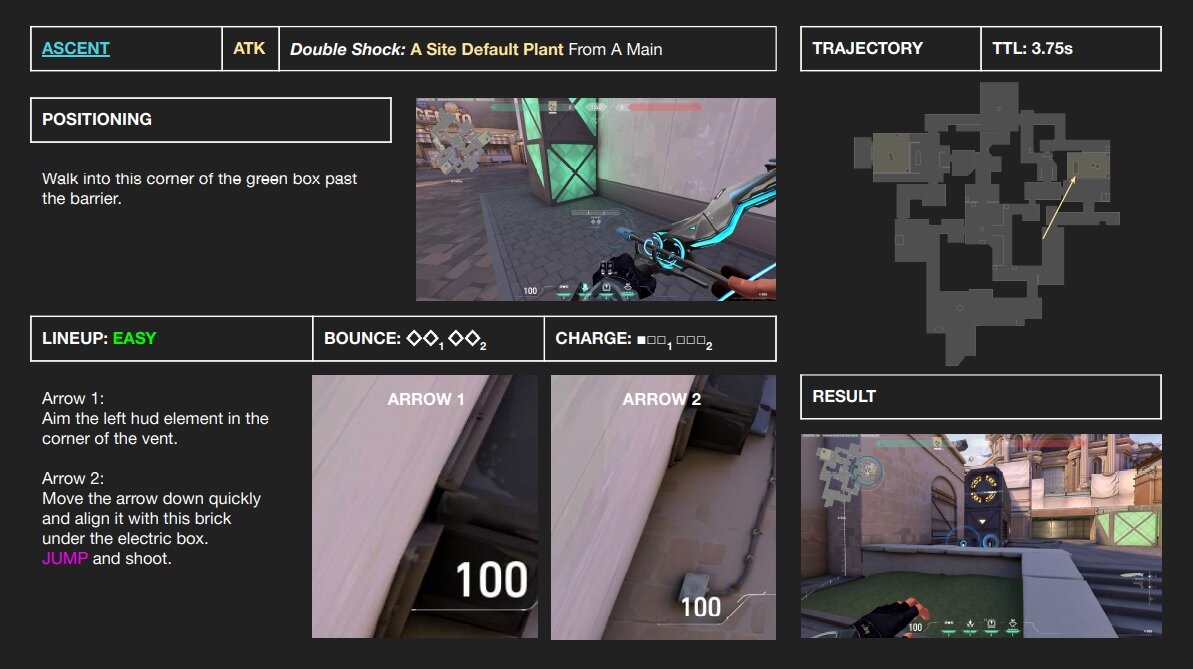 ASCENT
ATK
Double Shock: A Site Default Plant From A Main
TRAJECTORY
TTL: 3.75s
POSITIONING
Walk into this corner of the green box past
the barrier.
100
LINEUP: EASY
BOUNCE: ◇◇1 ◇◇2
CHARGE: ■□□1 □□□2
Arrow 1:
Aim the left hud element in the
corner of the vent.
Arrow 2:
Move the arrow down quickly
and align it with this brick
under the electric box.
JUMP and shoot.
ARROW 1
100
ARROW 2
100
RESULT
100